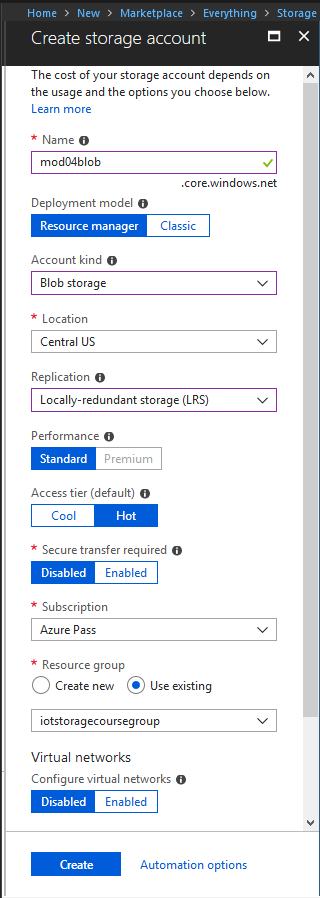 Home > New > Marketplace > Everything > Storage
Create storage account
The cost of your storage account depends on
the usage and the options you choose below.
Learn more
* Name
mod04blob
.core.windows.net
Deployment model
Resource manager Classic
Account kind
Blob storage
* Location
Central US
Replication
Locally-redundant storage (LRS)
Performance
Standard Premium
Access tier (default)
Cool Hot
* Secure transfer required
Disabled Enabled
* Subscription
Azure Pass
* Resource group
Create new Use existing
iotstoragecoursegroup
Virtual networks
Configure virtual networks
Disabled Enabled
Create Automation options